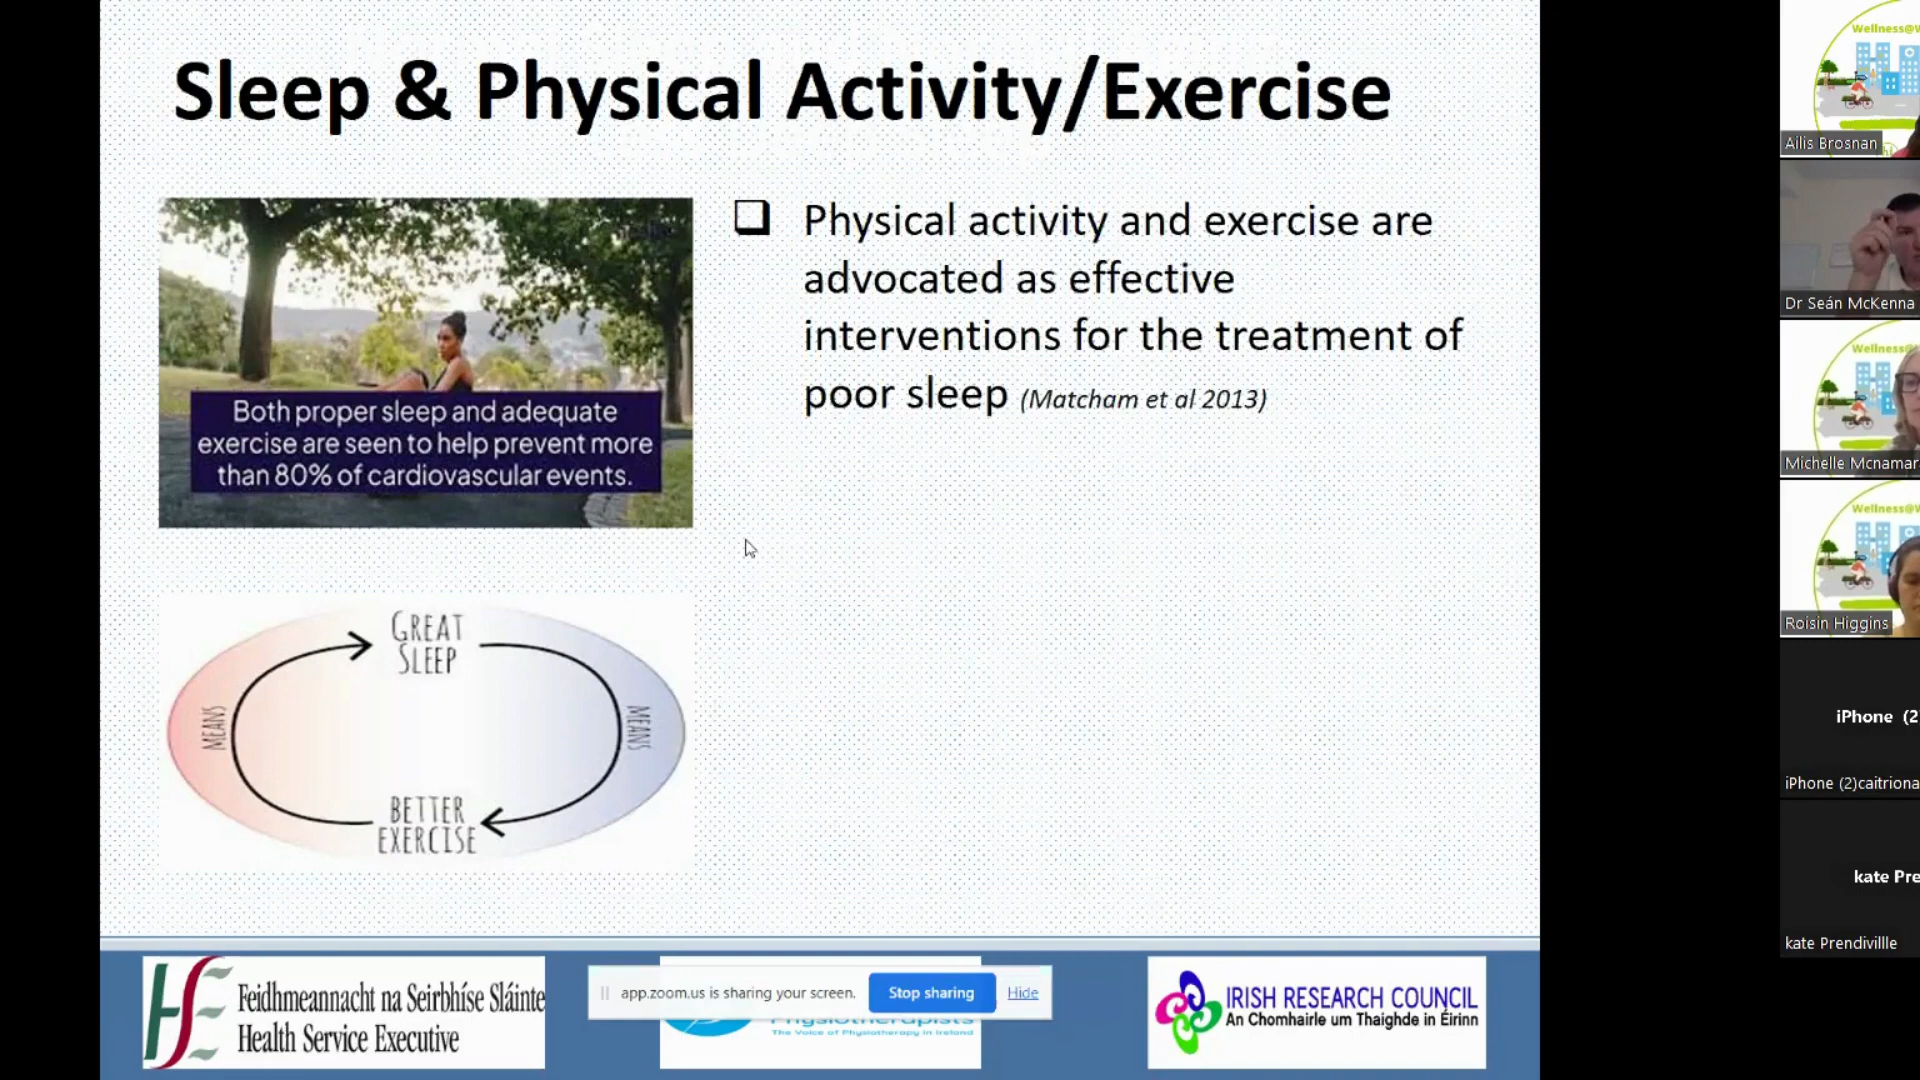 Sleep & Physical Activity/Exercise
Both proper sleep and adequate
exercise are seen to help prevent more
than 80% of cardiovascular events.
Physical activity and exercise are
advocated as effective
interventions for the treatment of
poor sleep (Matcham et al 2013)
GREAT
SLEEP
MEANS
MEANS
BETTER
EXERCISE
Feidhmeannacht na Seirbhíse Sláinte
Health Service Executive
app.zoom.us is sharing your screen.
Stop sharing
Hide
Physiotherapists
The Voice of Physiotherapy in Ireland
IRISH RESEARCH COUNCIL
An Chomhairle um Thaighde in Éirinn
Wellness@W
Ailis Brosnan
Dr Seán McKenna
Wellness@W
Michelle Mcnamar
Wellness@W
Roisin Higgins
iPhone (2
iPhone (2)caitriona
kate Pre
kate Prendivillle